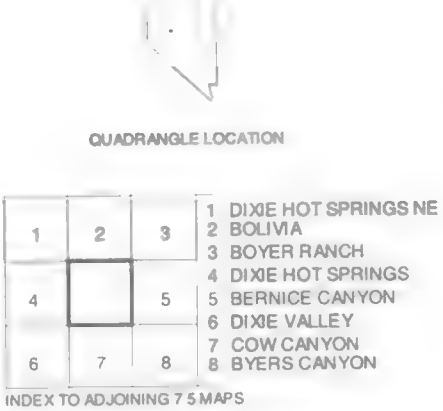 QUADRANGLE LOCATION
1 2 3
4 5
6 7 8
1 DIXIE HOT SPRINGS NE
2 BOLIVIA
3 BOYER RANCH
4 DIXIE HOT SPRINGS
5 BERNICE CANYON
6 DIXIE VALLEY
7 COW CANYON
8 BYERS CANYON
INDEX TO ADJOINING 7 5 MAPS